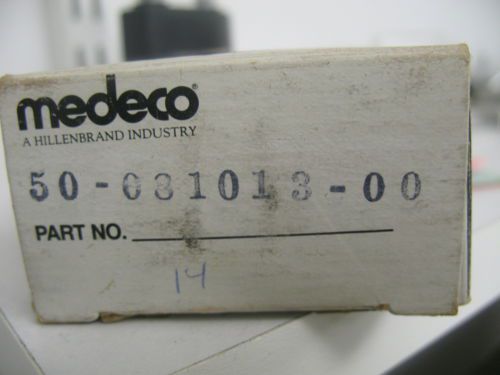 medeco
A HILLENBRAND INDUSTRY
50-031013-00
PART NO.
14